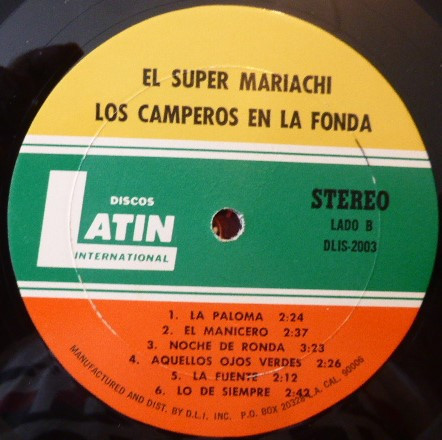 EL SUPER MARIACHI
LOS CAMPEROS EN LA FONDA
DISCOS
LATIN
INTERNATIONAL
STEREO
LADO B
DLIS-2003
1. LA PALOMA 2:24
2. EL MANICERO 2:37
3. NOCHE DE RONDA 3:23
4. AQUELLOS OJOS VERDES 2:26
5. LA FUENTE 2:12
6. LO DE SIEMPRE 2:42
MANUFACTURED AND DIST. BY D.L.I., INC. P.O. BOX 20328 L.A. CAL. 90006